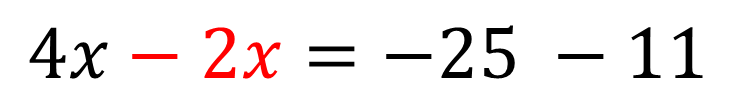 4x − 2x = −25 − 11